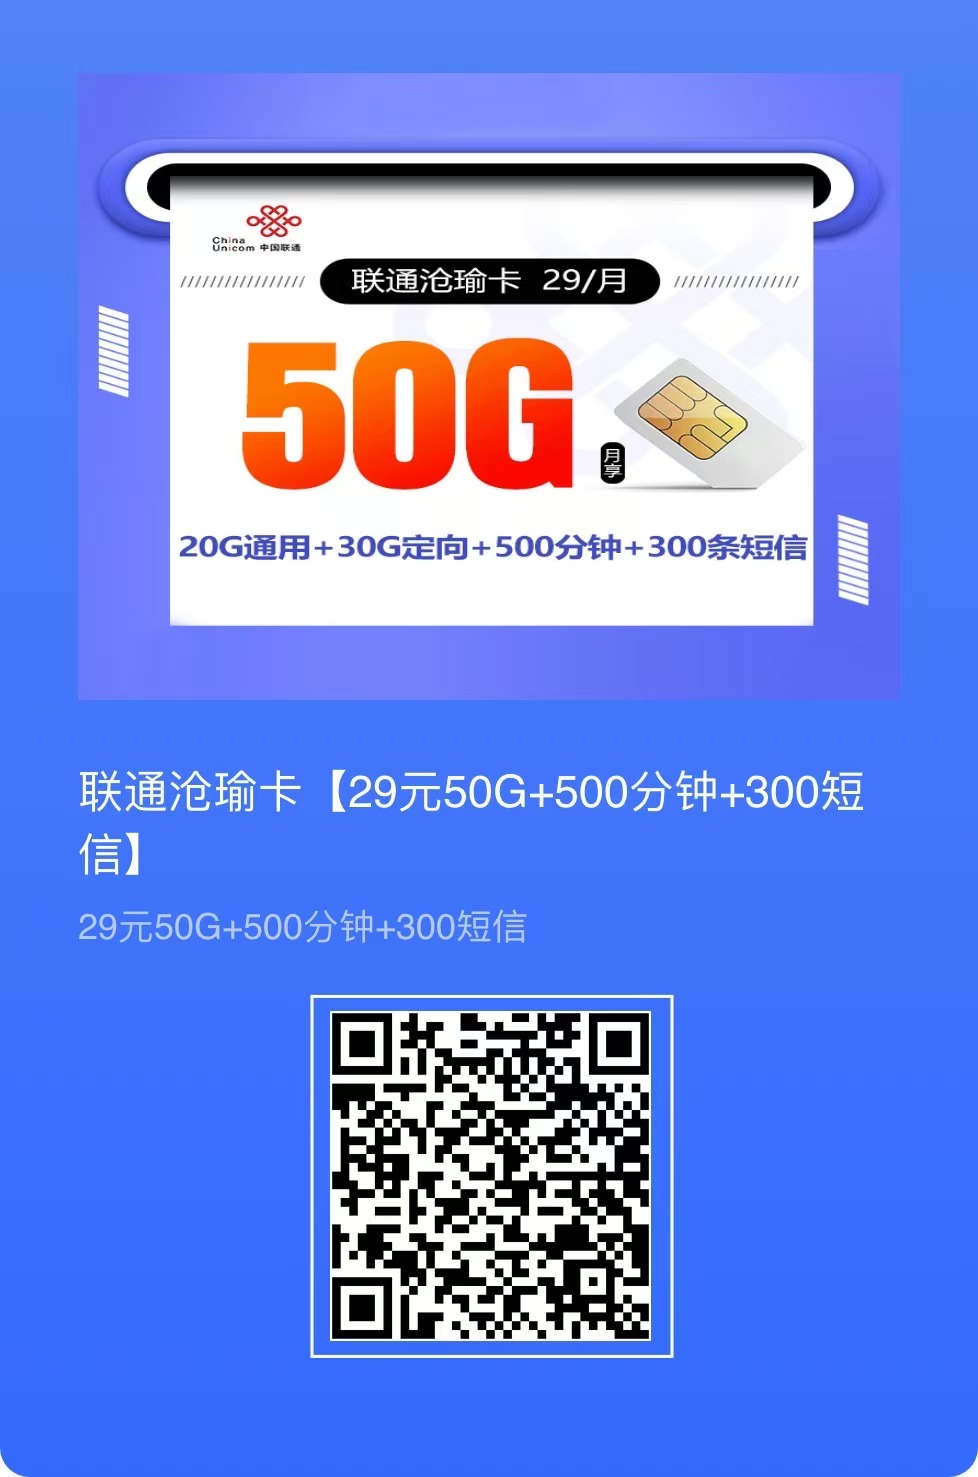 China
Unicom 中国联通
联通沧瑜卡 29/月
50G
月享
20G通用+30G定向+500分钟+300条短信
联通沧瑜卡【29元50G+500分钟+300短
信】
29元50G+500分钟+300短信